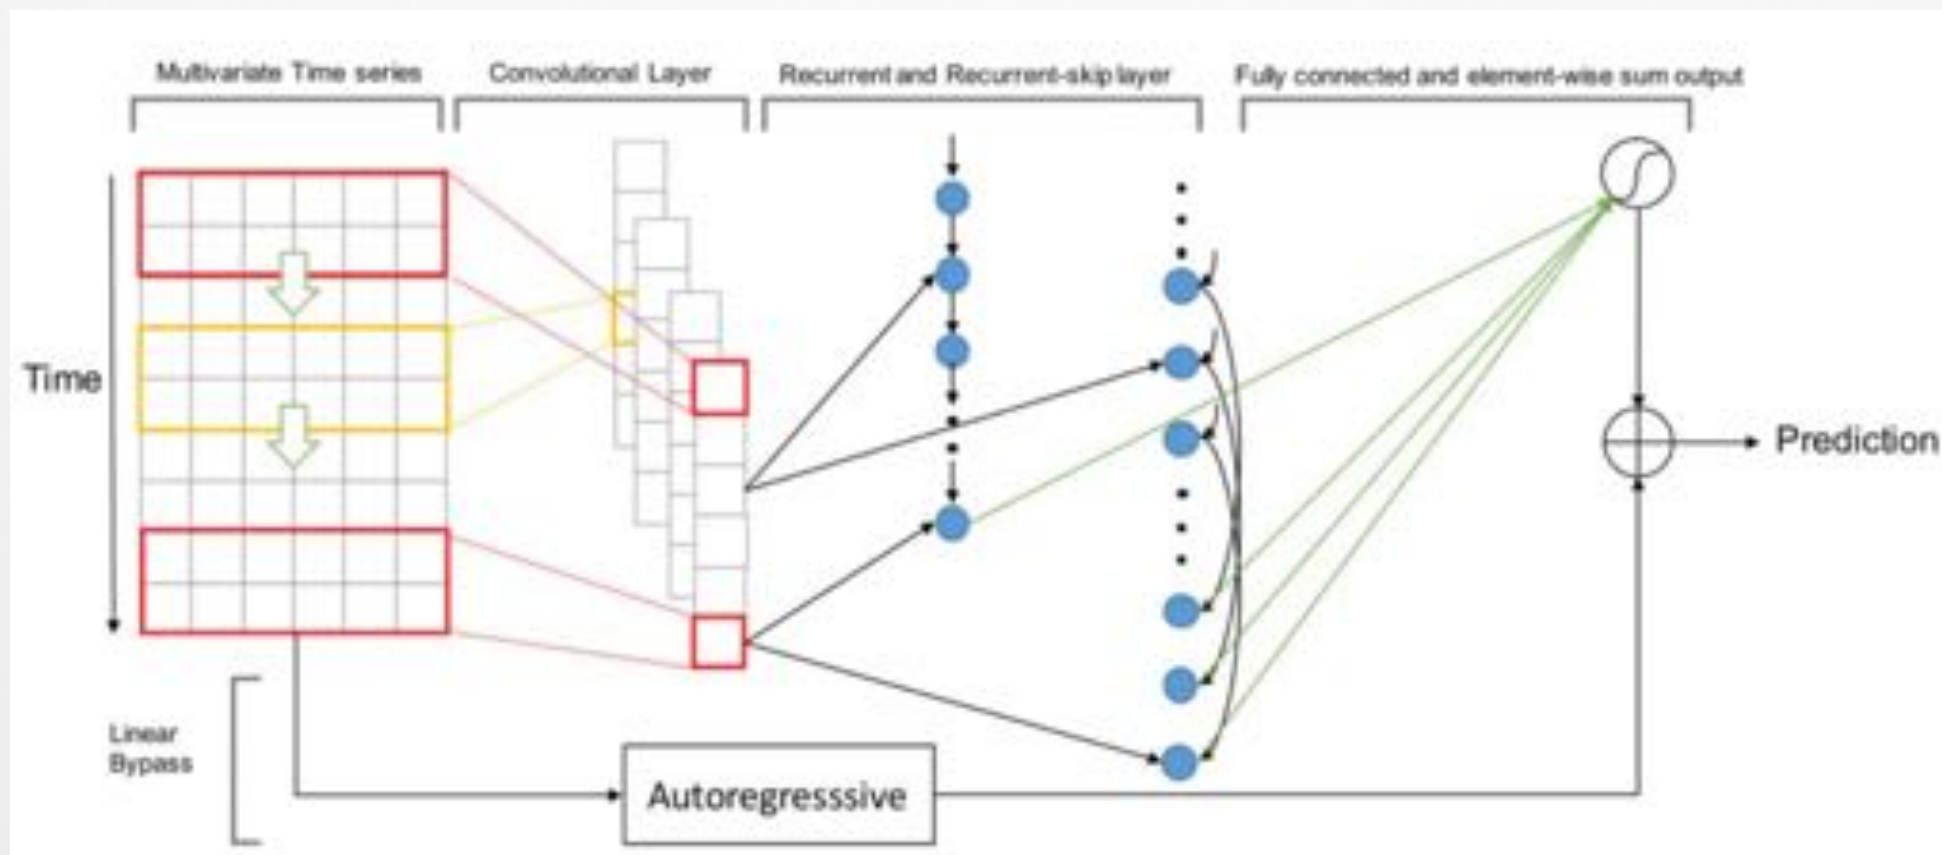 Multivariate Time series
Convolutional Layer
Recurrent and Recurrent-skip layer
Fully connected and element-wise sum output
Time
Prediction
Linear
Bypass
Autoregresssive